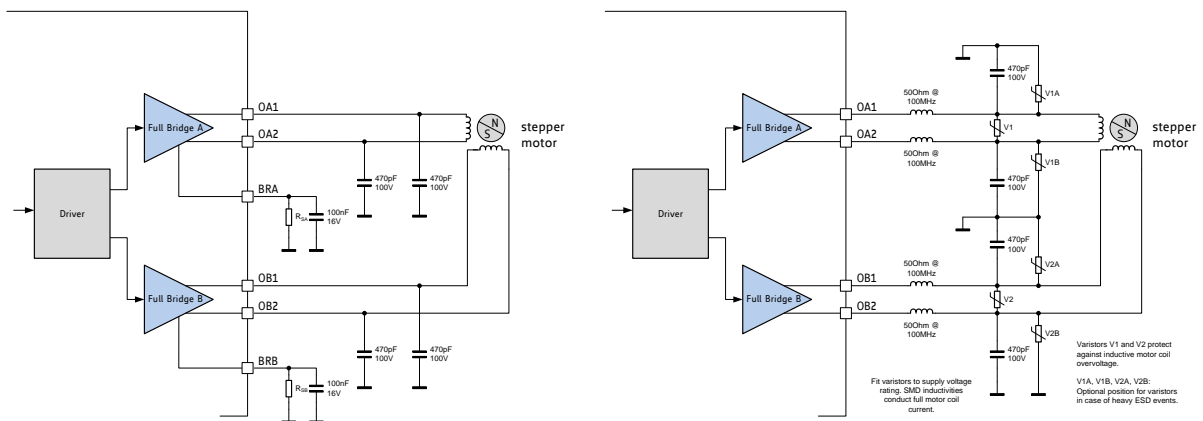 OA1
Full Bridge A
OA2
N
S
stepper
motor
470pF
100V
470pF
100V
BRA
Driver
RSA
100nF
16V
OB1
Full Bridge B
OB2
470pF
100V
470pF
100V
BRB
RSB
100nF
16V
470pF
100V
V1A
50Ohm @
100MHz
OA1
Full Bridge A
V1
OA2
N
S
stepper
motor
50Ohm @
100MHz
V1B
470pF
100V
Driver
470pF
100V
V2A
50Ohm @
100MHz
OB1
Full Bridge B
V2
OB2
50Ohm @
100MHz
V2B
470pF
100V
Varistors V1 and V2 protect
against inductive motor coil
overvoltage.
V1A, V1B, V2A, V2B:
Optional position for varistors
in case of heavy ESD events.
Fit varistors to supply voltage
rating. SMD inductivities
conduct full motor coil
current.